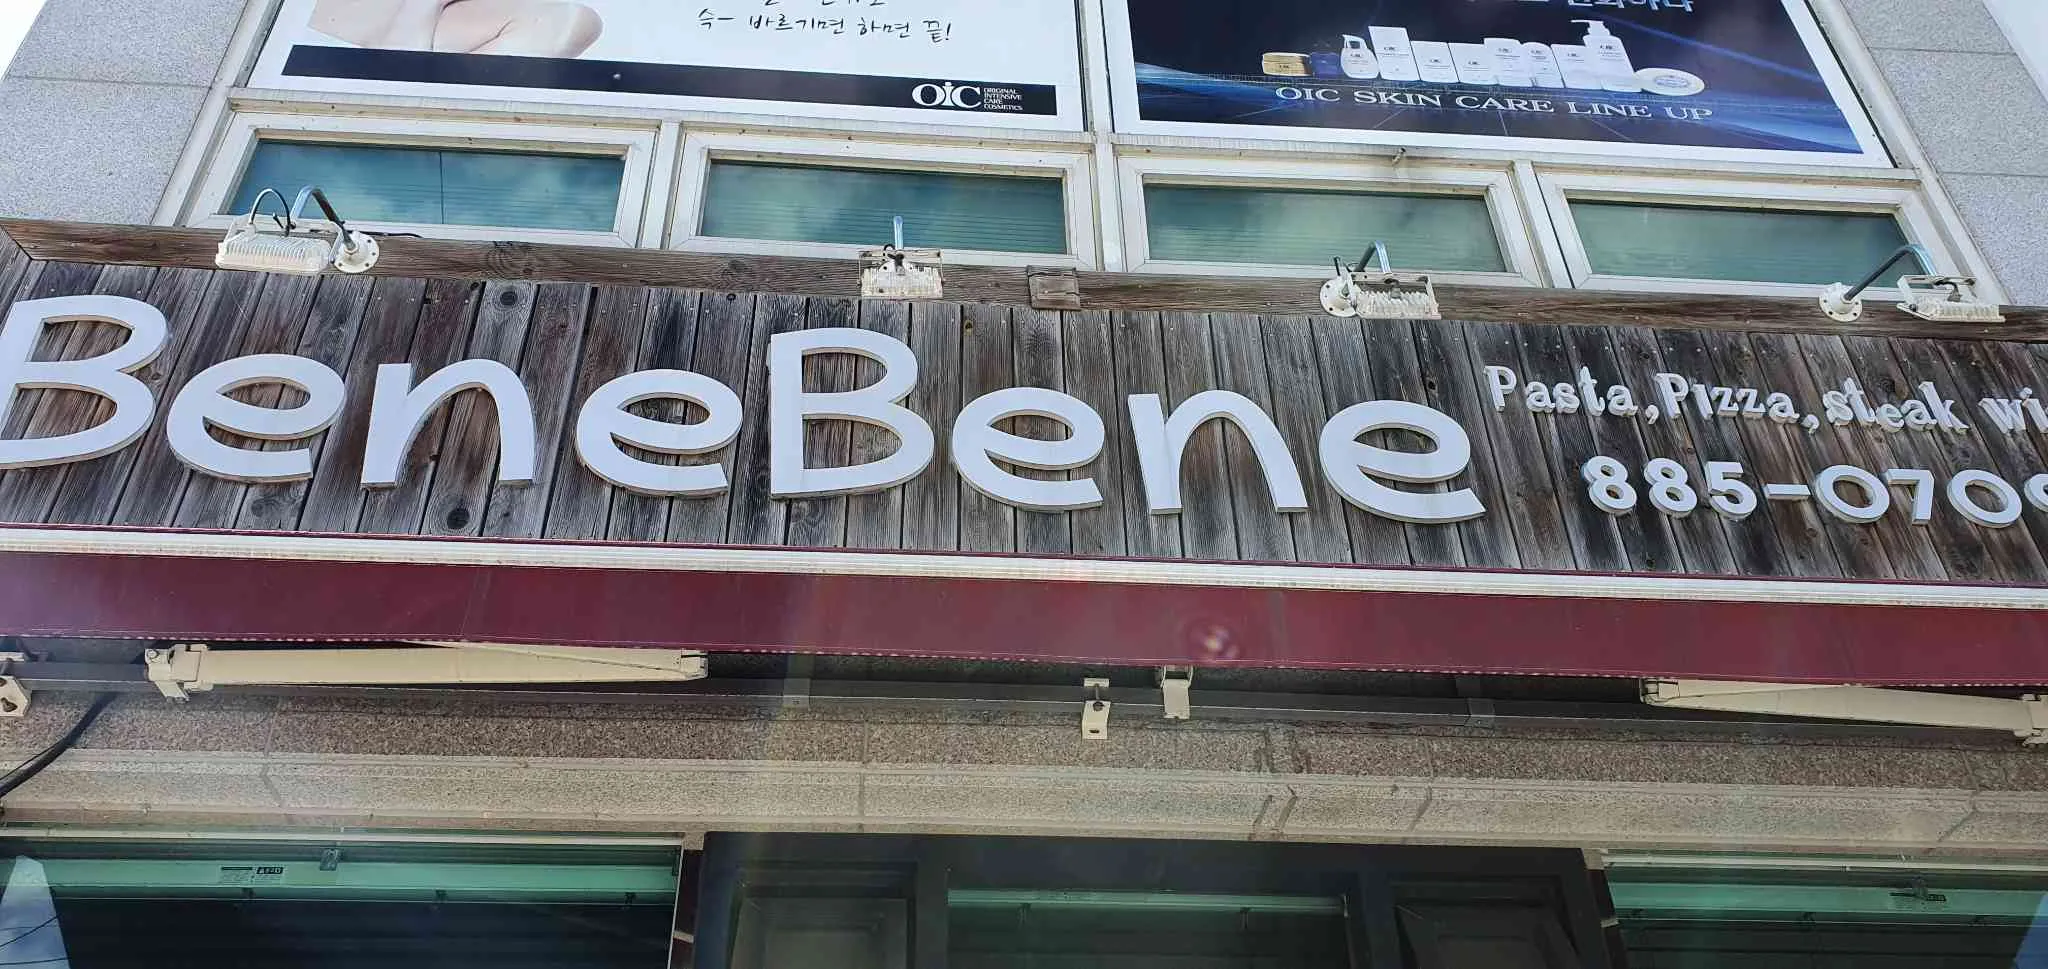 슥- 바르기면 하면 끝!
OIC ORIGINAL
INTENSIVE
CARE
COSMETICS
OIC SKIN CARE LINE UP
BeneBene
Pasta,Pizza,steak
885-070